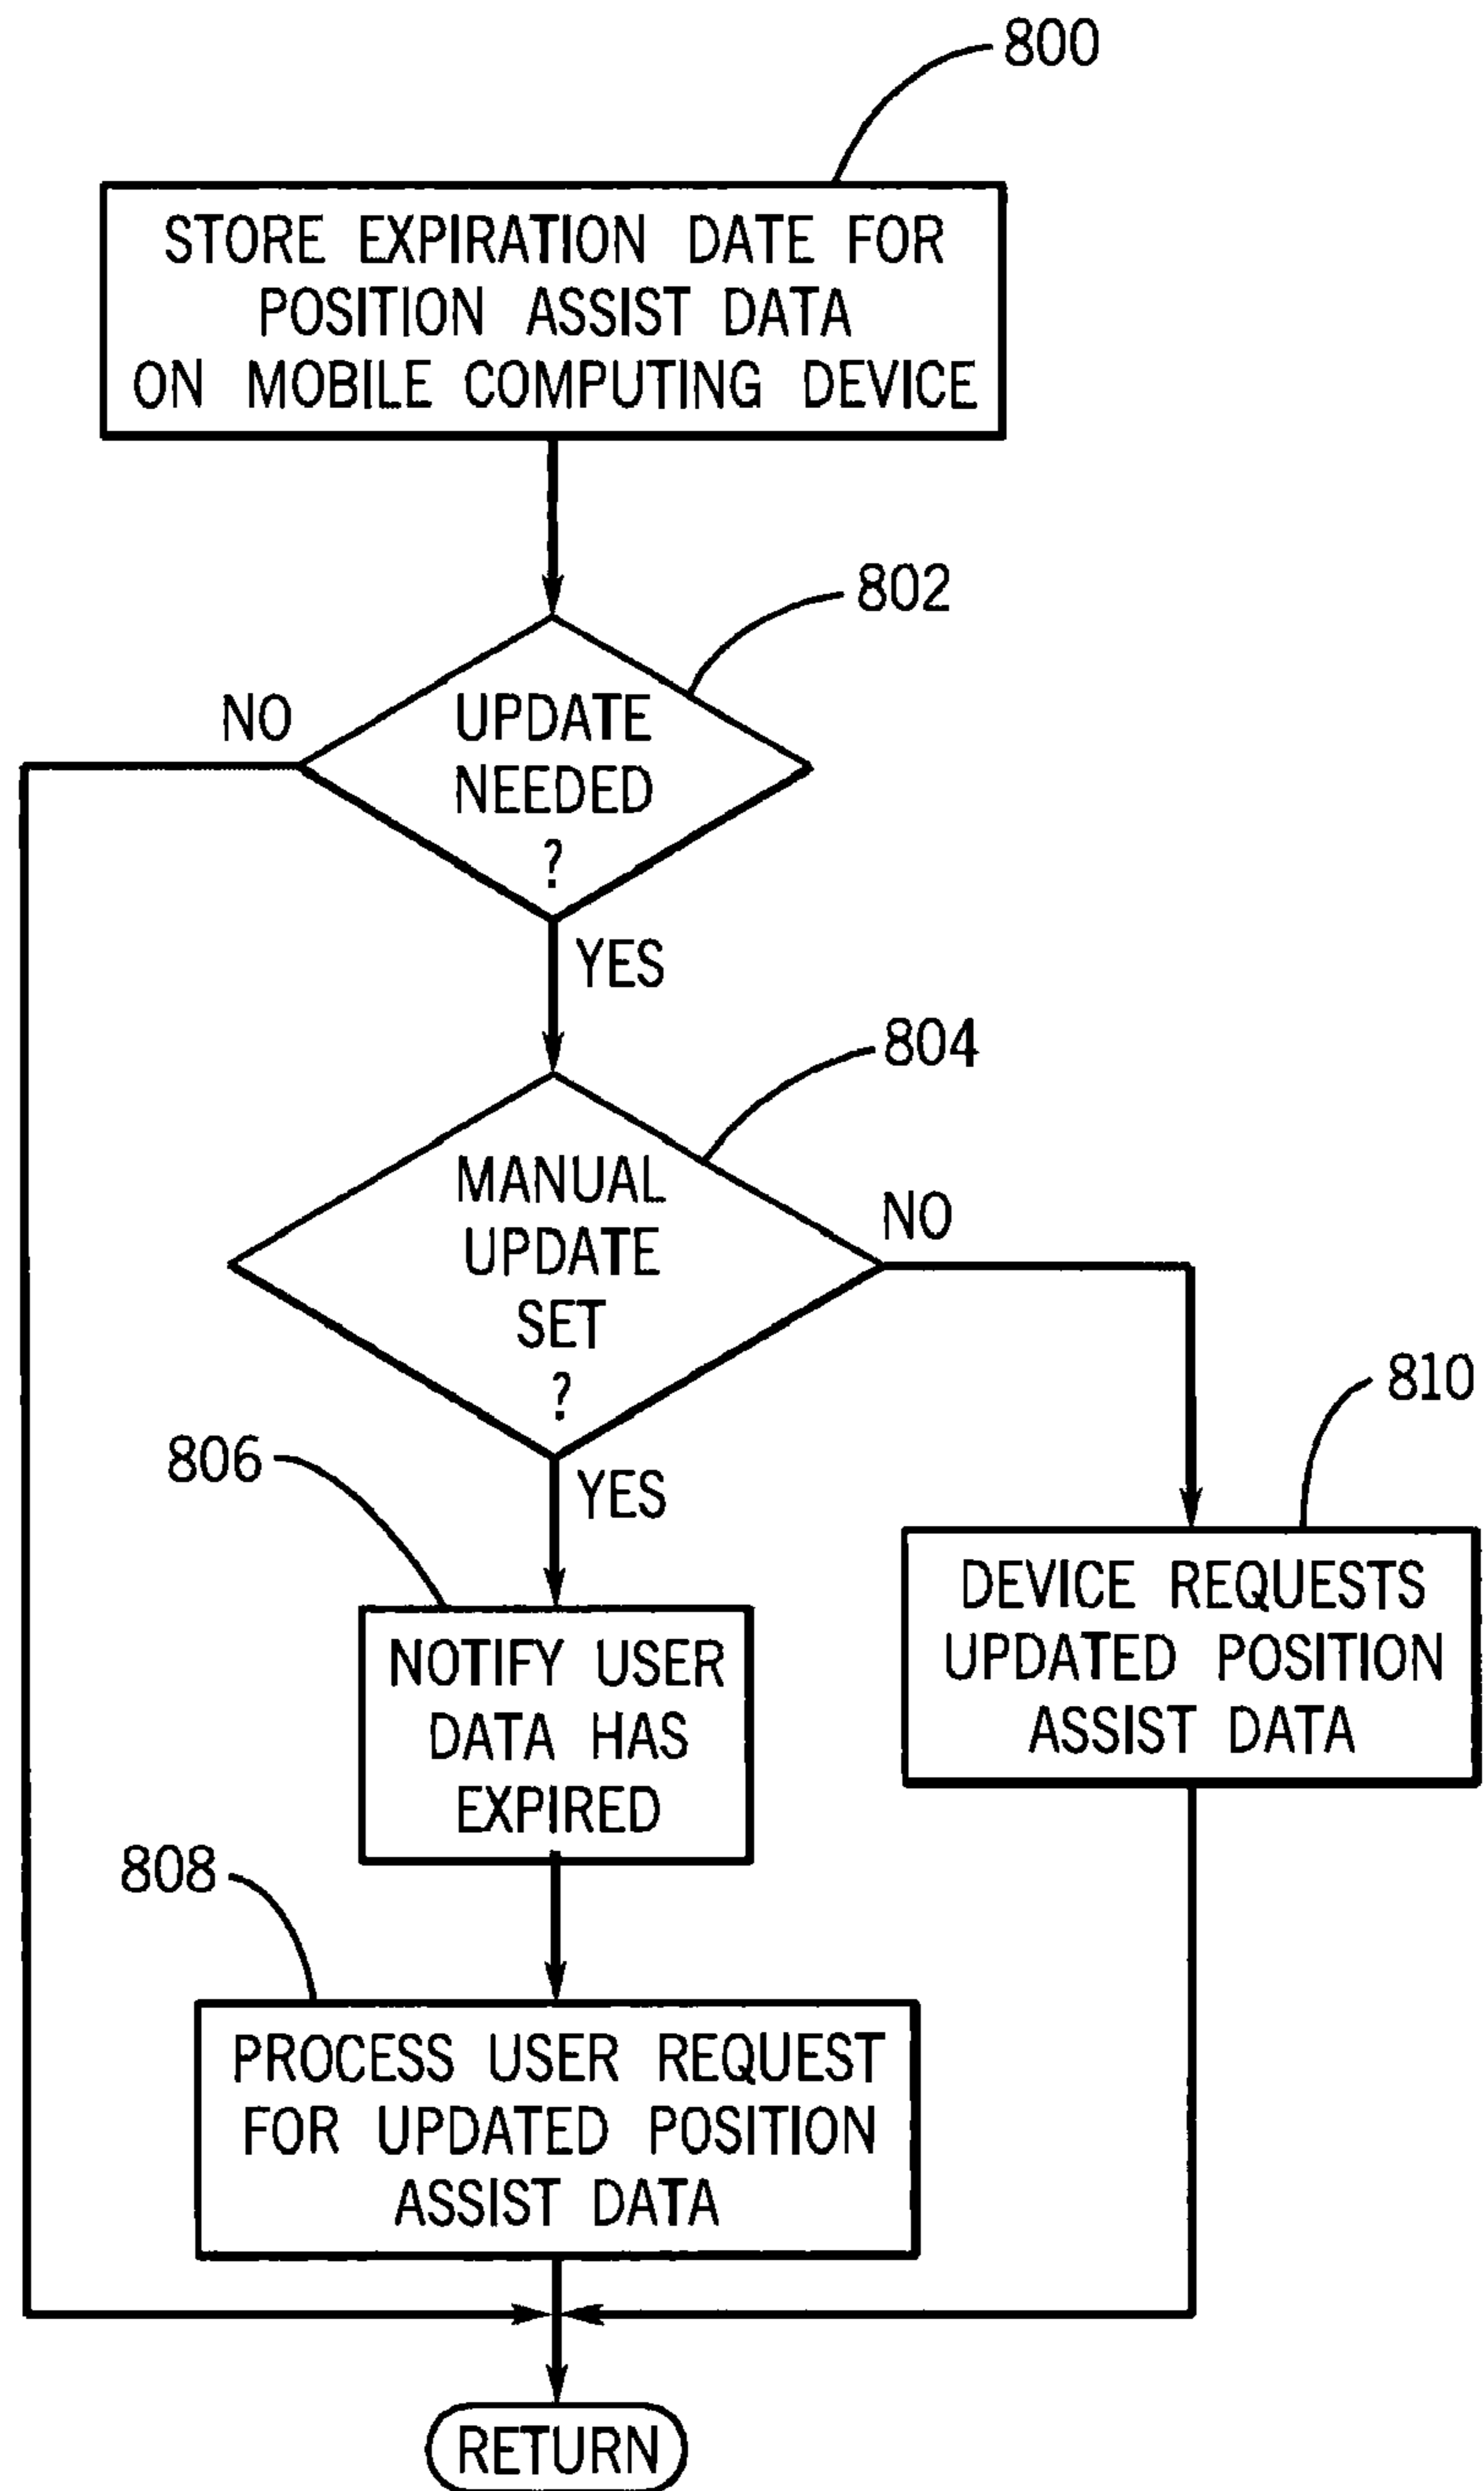 800
STORE EXPIRATION DATE FOR
POSITION ASSIST DATA
ON MOBILE COMPUTING DEVICE
802
NO
UPDATE
NEEDED
?
YES
804
MANUAL
UPDATE
SET
?
NO
810
806
YES
DEVICE REQUESTS
UPDATED POSITION
ASSIST DATA
NOTIFY USER
DATA HAS
EXPIRED
808
PROCESS USER REQUEST
FOR UPDATED POSITION
ASSIST DATA
RETURN